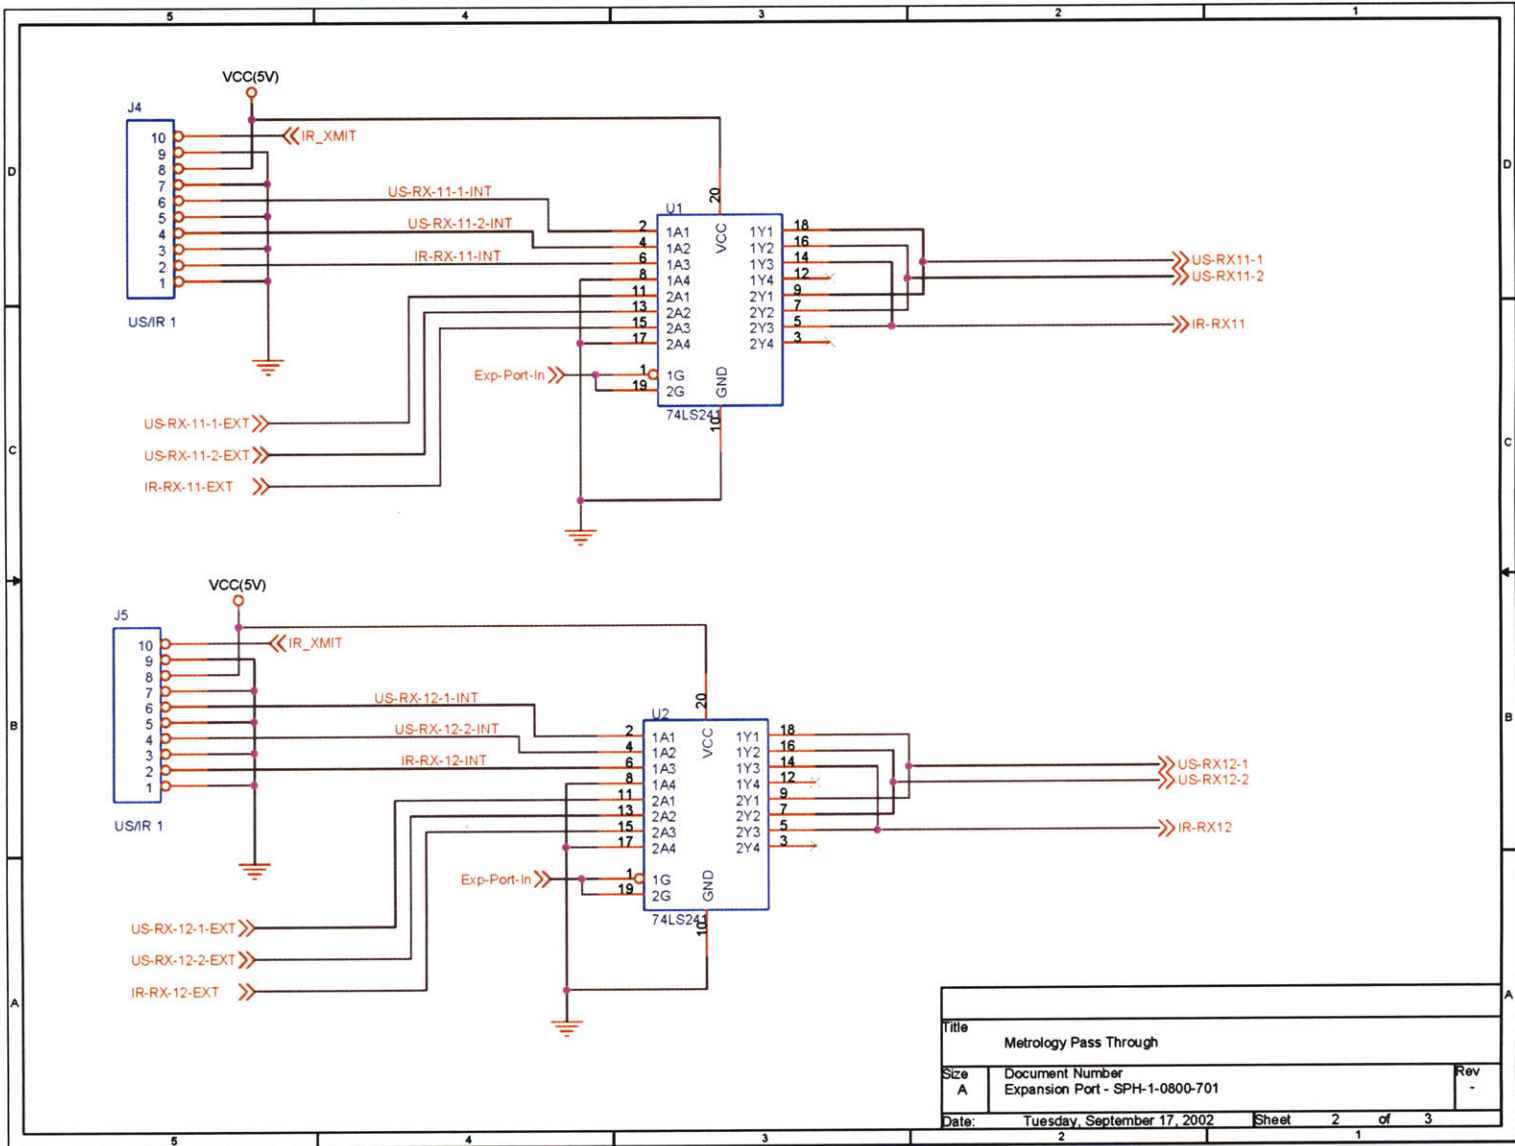 5 4 3 2 1
D
D
C
C
B
B
A
A
VCC(5V)
J4
10
9
8
7
6
5
4
3
2
1
US/IR 1
IR_XMIT
US-RX-11-1-INT
US-RX-11-2-INT
IR-RX-11-INT
US-RX-11-1-EXT
US-RX-11-2-EXT
IR-RX-11-EXT
Exp-Port-In
U1
20
VCC
2 1A1 1Y1 18
4 1A2 1Y2 16
6 1A3 1Y3 14
8 1A4 1Y4 12
11 2A1 2Y1 9
13 2A2 2Y2 7
15 2A3 2Y3 5
17 2A4 2Y4 3
1 1G
19 2G
GND
74LS241
10
US-RX11-1
US-RX11-2
IR-RX11
VCC(5V)
J5
10
9
8
7
6
5
4
3
2
1
US/IR 1
IR_XMIT
US-RX-12-1-INT
US-RX-12-2-INT
IR-RX-12-INT
US-RX-12-1-EXT
US-RX-12-2-EXT
IR-RX-12-EXT
Exp-Port-In
U2
20
VCC
2 1A1 1Y1 18
4 1A2 1Y2 16
6 1A3 1Y3 14
8 1A4 1Y4 12
11 2A1 2Y1 9
13 2A2 2Y2 7
15 2A3 2Y3 5
17 2A4 2Y4 3
1 1G
19 2G
GND
74LS241
10
US-RX12-1
US-RX12-2
IR-RX12
Title
Metrology Pass Through
Size Document Number Rev
A Expansion Port - SPH-1-0800-701 -
Date: Tuesday, September 17, 2002 Sheet 2 of 3
5 4 3 2 1